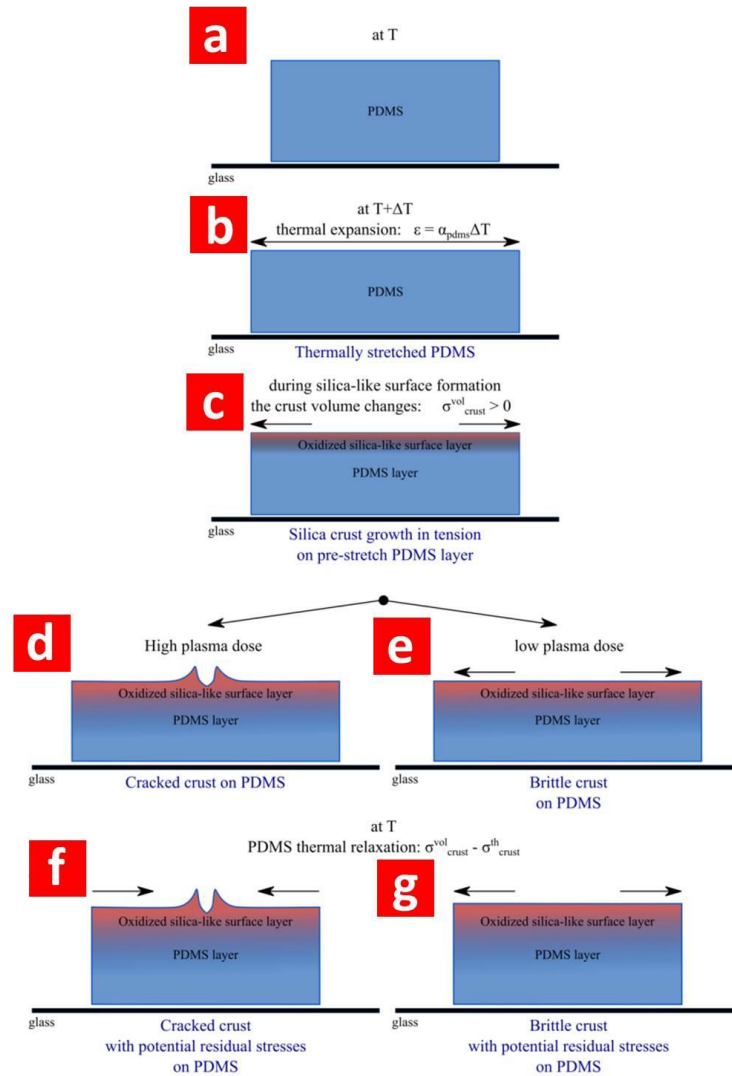 a
at T
PDMS
glass
b
at T+ΔT
thermal expansion: ε = αpdmsΔT
PDMS
glass
Thermally stretched PDMS
c
during silica-like surface formation
the crust volume changes: σvolcrust > 0
Oxidized silica-like surface layer
PDMS layer
glass
Silica crust growth in tension
on pre-stretch PDMS layer
d
High plasma dose
Oxidized silica-like surface layer
PDMS layer
glass
Cracked crust on PDMS
e
low plasma dose
Oxidized silica-like surface layer
PDMS layer
glass
Brittle crust
on PDMS
at T
PDMS thermal relaxation: σvolcrust - σthcrust
f
Oxidized silica-like surface layer
PDMS layer
glass
Cracked crust
with potential residual stresses
on PDMS
g
Oxidized silica-like surface layer
PDMS layer
glass
Brittle crust
with potential residual stresses
on PDMS